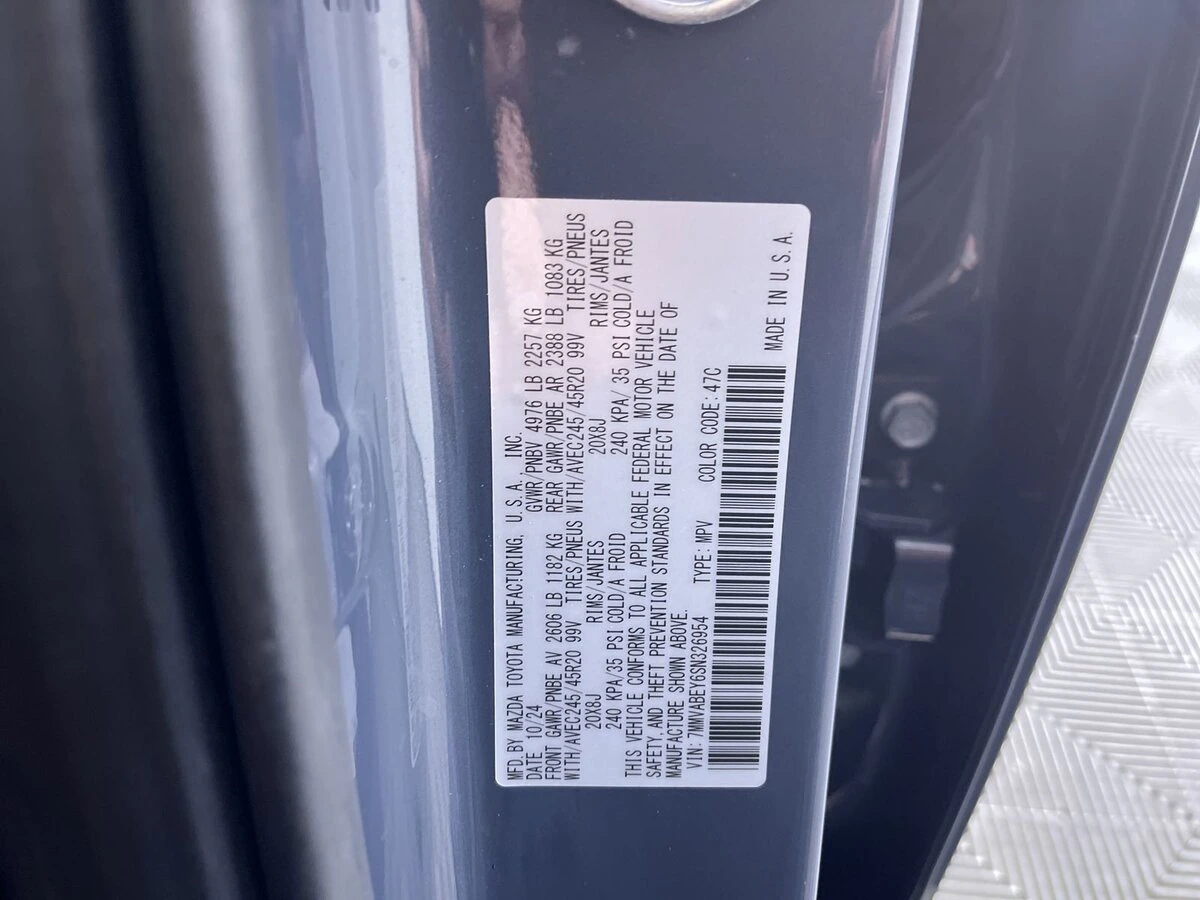 MFD. BY MAZDA TOYOTA MANUFACTURING, U.S.A., INC.
DATE 10/24 GVWR/PNBV 4976 LB 2257 KG
FRONT GAWR/PNBE AV 2606 LB 1182 KG REAR GAWR/PNBE AR 2388 LB 1083 KG
WITH/AVEC245/45R20 99V TIRES/PNEUS WITH/AVEC245/45R20 99V TIRES/PNEUS
20X8J RIMS/JANTES 20X8J RIMS/JANTES
240 KPA/35 PSI COLD/A FROID 240 KPA/ 35 PSI COLD/A FROID
THIS VEHICLE CONFORMS TO ALL APPLICABLE FEDERAL MOTOR VEHICLE
SAFETY,AND THEFT PREVENTION STANDARDS IN EFFECT ON THE DATE OF
MANUFACTURE SHOWN ABOVE.
VIN: 7MMVABEY6SN326954 TYPE: MPV COLOR CODE: 47C
MADE IN U.S.A.